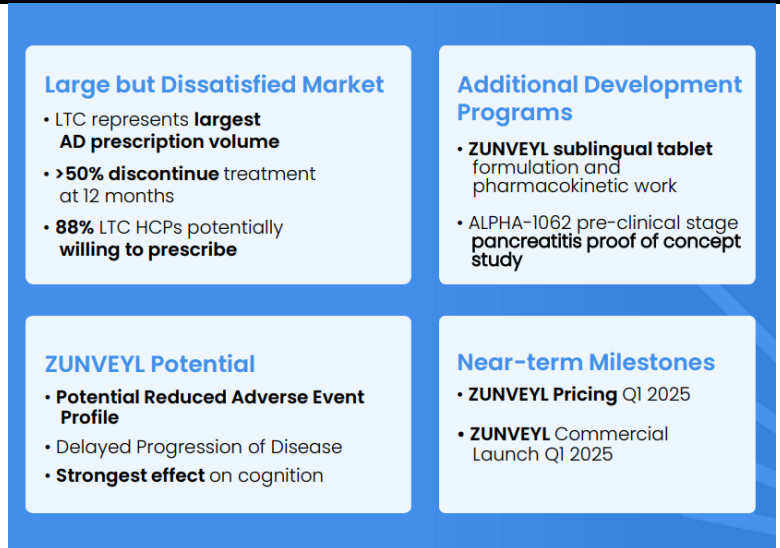 Large but Dissatisfied Market
• LTC represents largest
AD prescription volume
• >50% discontinue treatment
at 12 months
• 88% LTC HCPs potentially
willing to prescribe
Additional Development
Programs
• ZUNVEYL sublingual tablet
formulation and
pharmacokinetic work
• ALPHA-1062 pre-clinical stage
pancreatitis proof of concept
study
ZUNVEYL Potential
• Potential Reduced Adverse Event
Profile
• Delayed Progression of Disease
• Strongest effect on cognition
Near-term Milestones
• ZUNVEYL Pricing Q1 2025
• ZUNVEYL Commercial
Launch Q1 2025